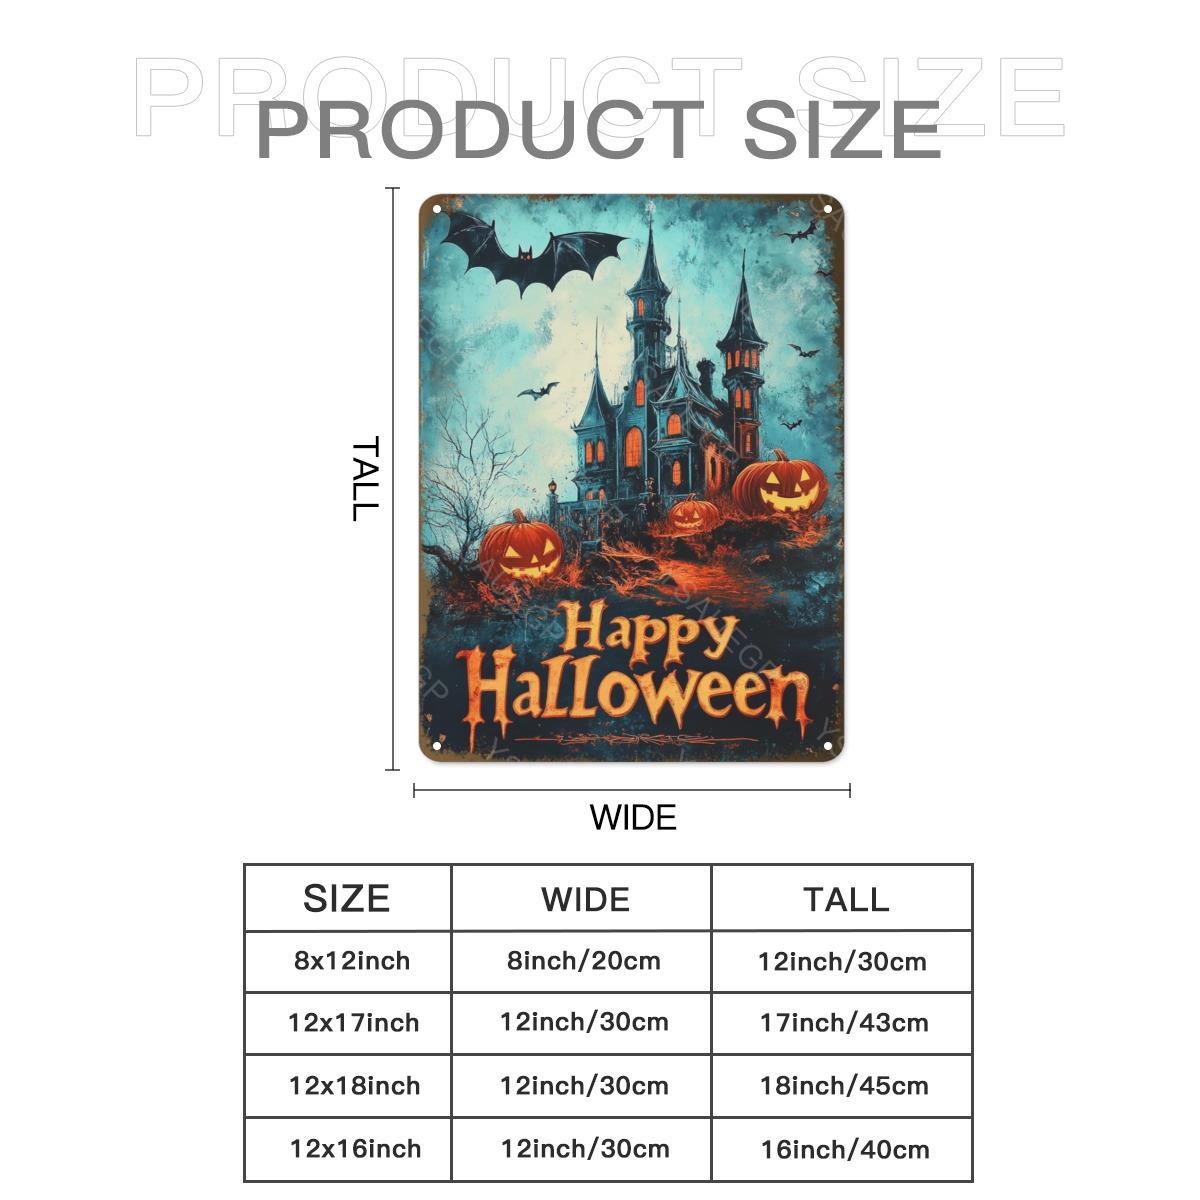 PRODUCT SIZE
PRODUCT SIZE
TALL
Happy
Halloween
WIDE
SIZE WIDE TALL
8x12inch 8inch/20cm 12inch/30cm
12x17inch 12inch/30cm 17inch/43cm
12x18inch 12inch/30cm 18inch/45cm
12x16inch 12inch/30cm 16inch/40cm